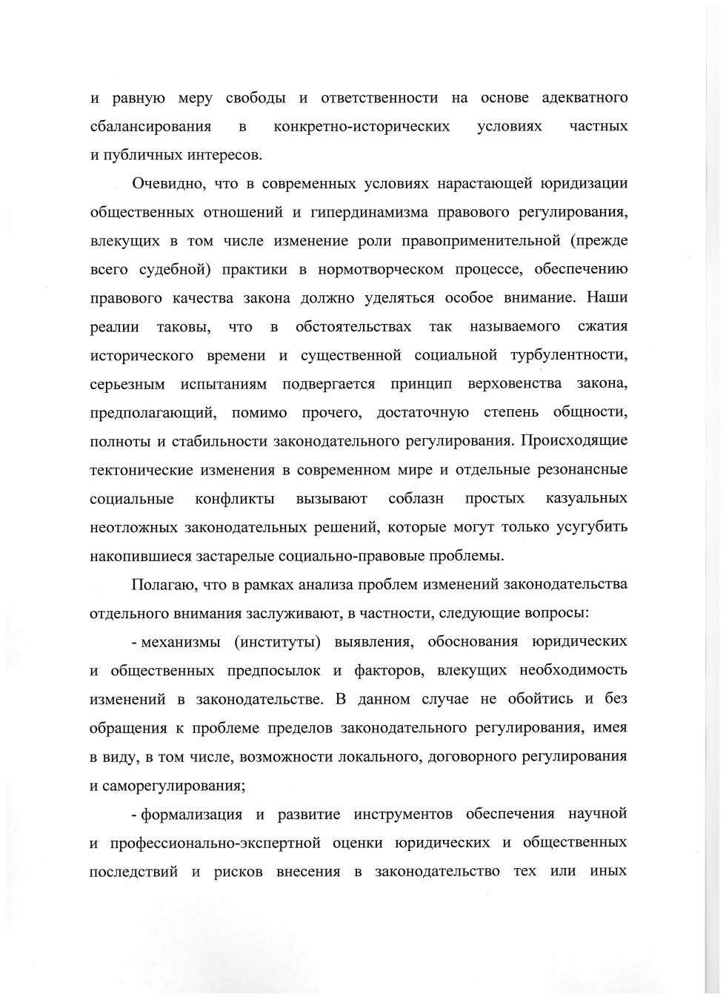 и равную меру свободы и ответственности на основе адекватного
сбалансирования в конкретно-исторических условиях частных
и публичных интересов.
Очевидно, что в современных условиях нарастающей юридизации
общественных отношений и гипердинамизма правового регулирования,
влекущих в том числе изменение роли правоприменительной (прежде
всего судебной) практики в нормотворческом процессе, обеспечению
правового качества закона должно уделяться особое внимание. Наши
реалии таковы, что в обстоятельствах так называемого сжатия
исторического времени и существенной социальной турбулентности,
серьезным испытаниям подвергается принцип верховенства закона,
предполагающий, помимо прочего, достаточную степень общности,
полноты и стабильности законодательного регулирования. Происходящие
тектонические изменения в современном мире и отдельные резонансные
социальные конфликты вызывают соблазн простых казуальных
неотложных законодательных решений, которые могут только усугубить
накопившиеся застарелые социально-правовые проблемы.
Полагаю, что в рамках анализа проблем изменений законодательства
отдельного внимания заслуживают, в частности, следующие вопросы:
- механизмы (институты) выявления, обоснования юридических
и общественных предпосылок и факторов, влекущих необходимость
изменений в законодательстве. В данном случае не обойтись и без
обращения к проблеме пределов законодательного регулирования, имея
в виду, в том числе, возможности локального, договорного регулирования
и саморегулирования;
- формализация и развитие инструментов обеспечения научной
и профессионально-экспертной оценки юридических и общественных
последствий и рисков внесения в законодательство тех или иных